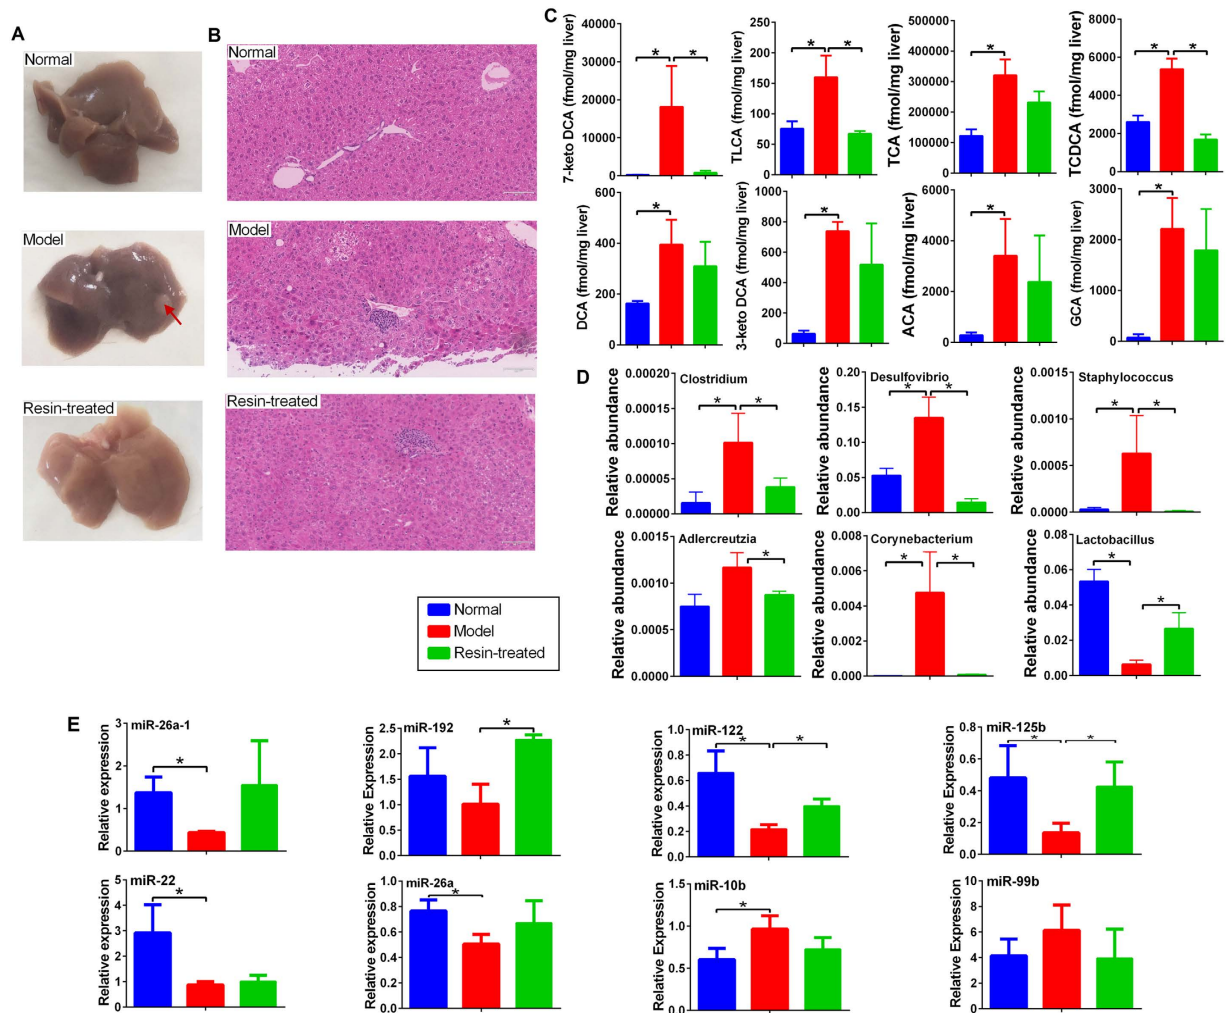 A
Normal
Model
Resin-treated
B
Normal
Model
Resin-treated
C
7-keto DCA (fmol/mg liver)
40000
30000
20000
10000
0
* *
TLCA (fmol/mg liver)
250
200
150
100
50
0
* *
TCA (fmol/mg liver)
500000
400000
300000
200000
100000
0
*
TCDCA (fmol/mg liver)
8000
6000
4000
2000
0
* *
DCA (fmol/mg liver)
600
400
200
0
*
3-keto DCA (fmol/mg liver)
1000
800
600
400
200
0
*
ACA (fmol/mg liver)
6000
4000
2000
0
*
GCA (fmol/mg liver)
3000
2000
1000
0
*
D
Clostridium
Relative abundance
0.00020
0.00015
0.00010
0.00005
0.00000
* *
Desulfovibrio
Relative abundance
0.20
0.15
0.10
0.05
0.00
* *
Staphylococcus
Relative abundance
0.0015
0.0010
0.0005
0.0000
* *
Adlercreutzia
Relative abundance
0.0015
0.0010
0.0005
0.0000
*
Corynebacterium
Relative abundance
0.008
0.006
0.004
0.002
0.000
* *
Lactobacillus
Relative abundance
0.06
0.04
0.02
0.00
* *
Normal
Model
Resin-treated
E
miR-26a-1
Relative expression
3
2
1
0
*
miR-192
Relative Expression
2.5
2.0
1.5
1.0
0.5
0.0
*
miR-122
Relative Expression
1.0
0.8
0.6
0.4
0.2
0.0
* *
miR-125b
Relative Expression
0.8
0.6
0.4
0.2
0.0
* *
miR-22
Relative expression
5
4
3
2
1
0
*
miR-26a
Relative expression
1.0
0.8
0.6
0.4
0.2
0.0
*
miR-10b
Relative Expression
1.5
1.0
0.5
0.0
*
miR-99b
Relative Expression
10
8
6
4
2
0